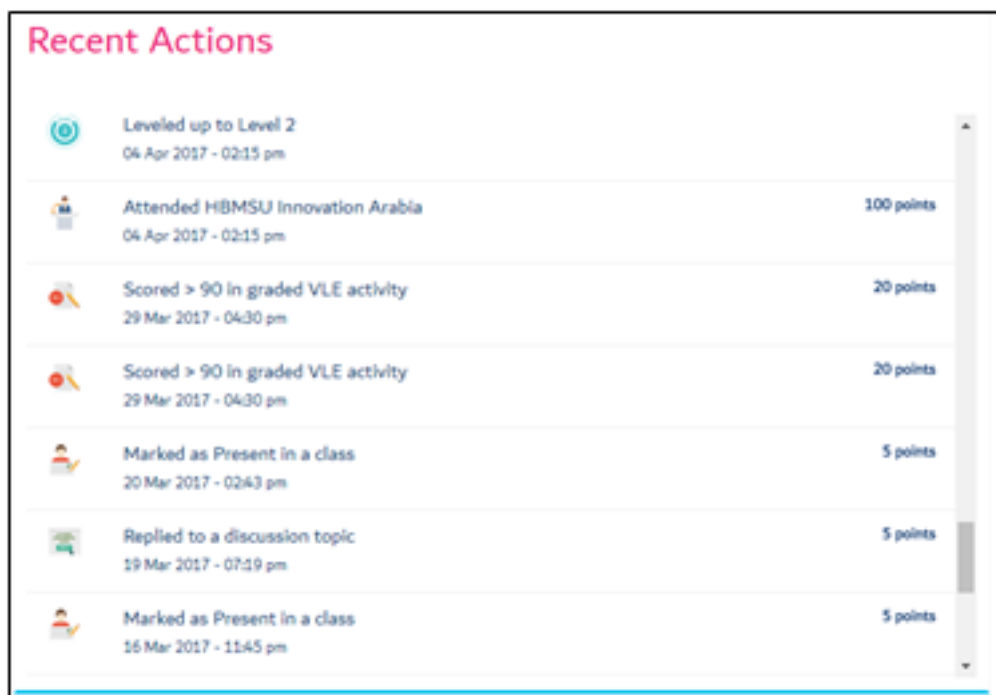 Recent Actions
Leveled up to Level 2
04 Apr 2017 - 02:15 pm
Attended HBMSU Innovation Arabia
100 points
04 Apr 2017 - 02:15 pm
Scored > 90 in graded VLE activity
20 points
29 Mar 2017 - 04:30 pm
Scored > 90 in graded VLE activity
20 points
29 Mar 2017 - 04:30 pm
Marked as Present in a class
5 points
20 Mar 2017 - 02:43 pm
Replied to a discussion topic
5 points
19 Mar 2017 - 07:19 pm
Marked as Present in a class
5 points
16 Mar 2017 - 11:45 pm